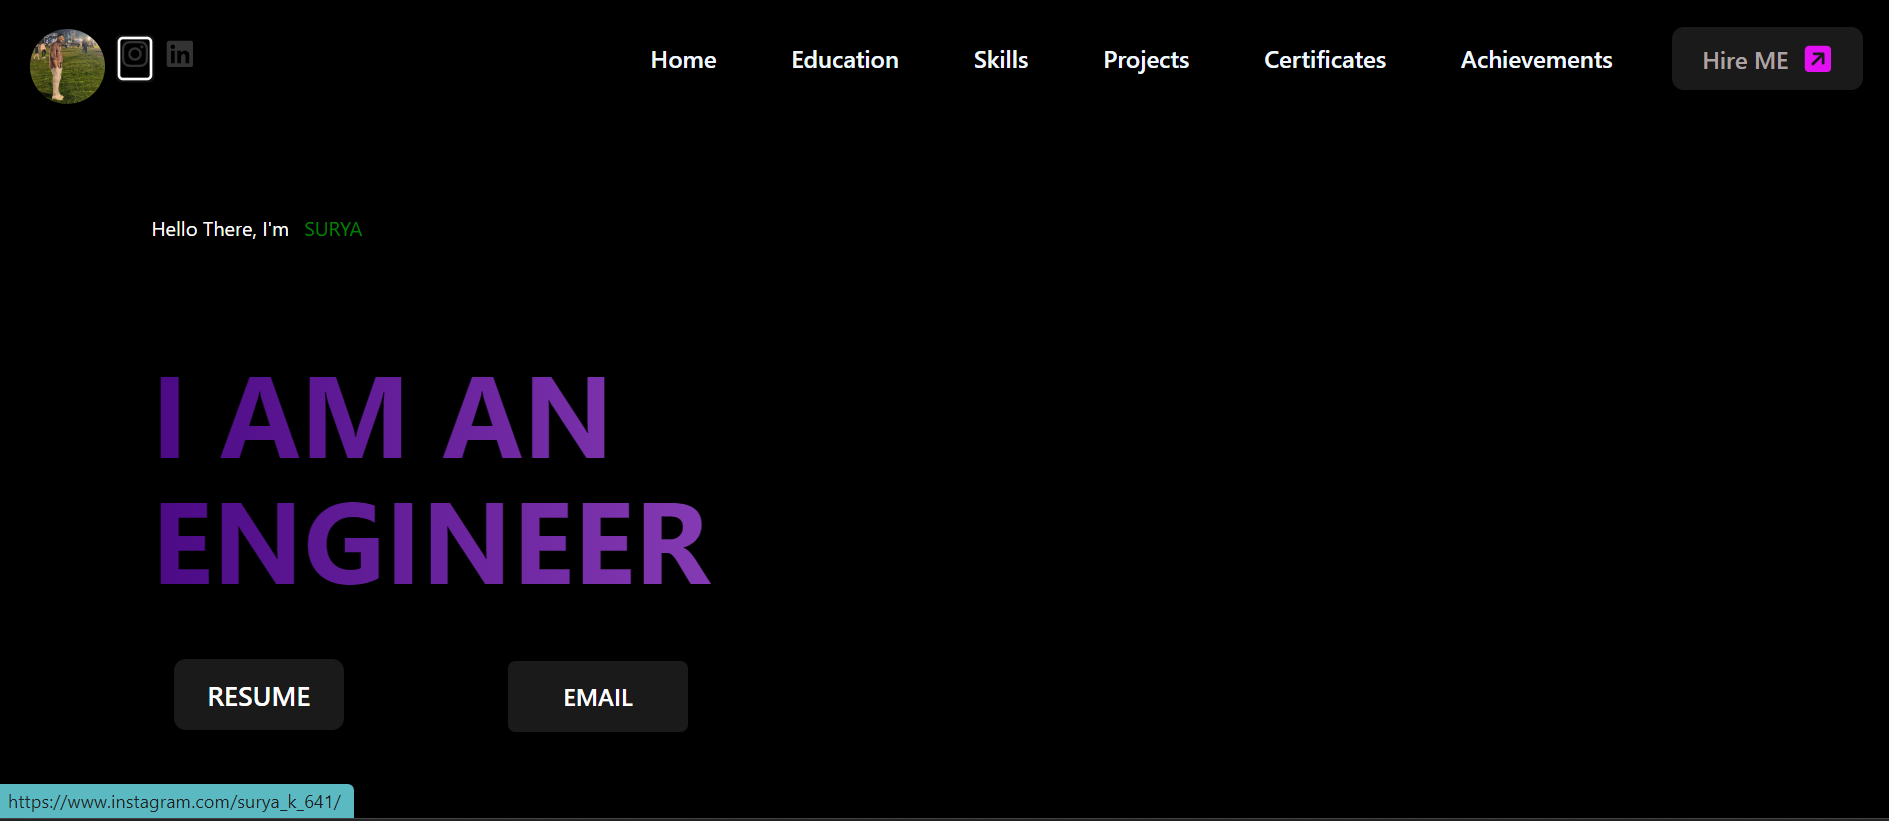 in
Home
Education
Skills
Projects
Certificates
Achievements
Hire ME
Hello There, I'm SURYA
I AM AN
ENGINEER
RESUME
EMAIL
https://www.instagram.com/surya_k_641/